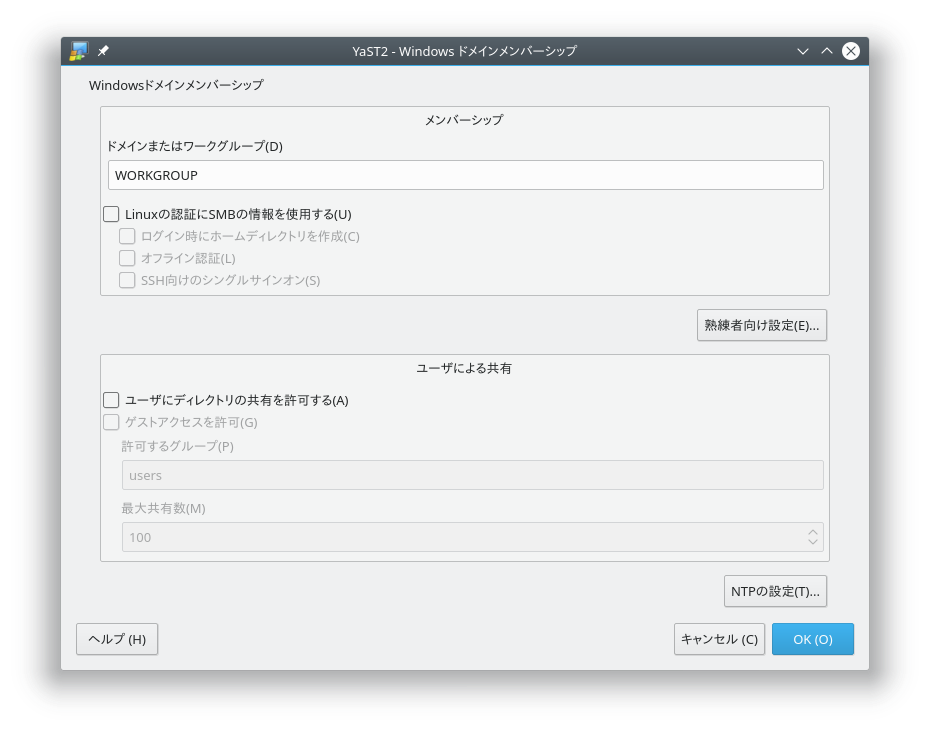 YaST2 - Windows ドメインメンバーシップ
Windowsドメインメンバーシップ
メンバーシップ
ドメインまたはワークグループ(D)
WORKGROUP
Linuxの認証にSMBの情報を使用する(U)
ログイン時にホームディレクトリを作成(C)
オフライン認証(L)
SSH向けのシングルサインオン(S)
熟練者向け設定(E)...
ユーザによる共有
ユーザにディレクトリの共有を許可する(A)
ゲストアクセスを許可(G)
許可するグループ(P)
users
最大共有数(M)
100
NTPの設定(T)...
ヘルプ (H)
キャンセル (C)
OK (O)